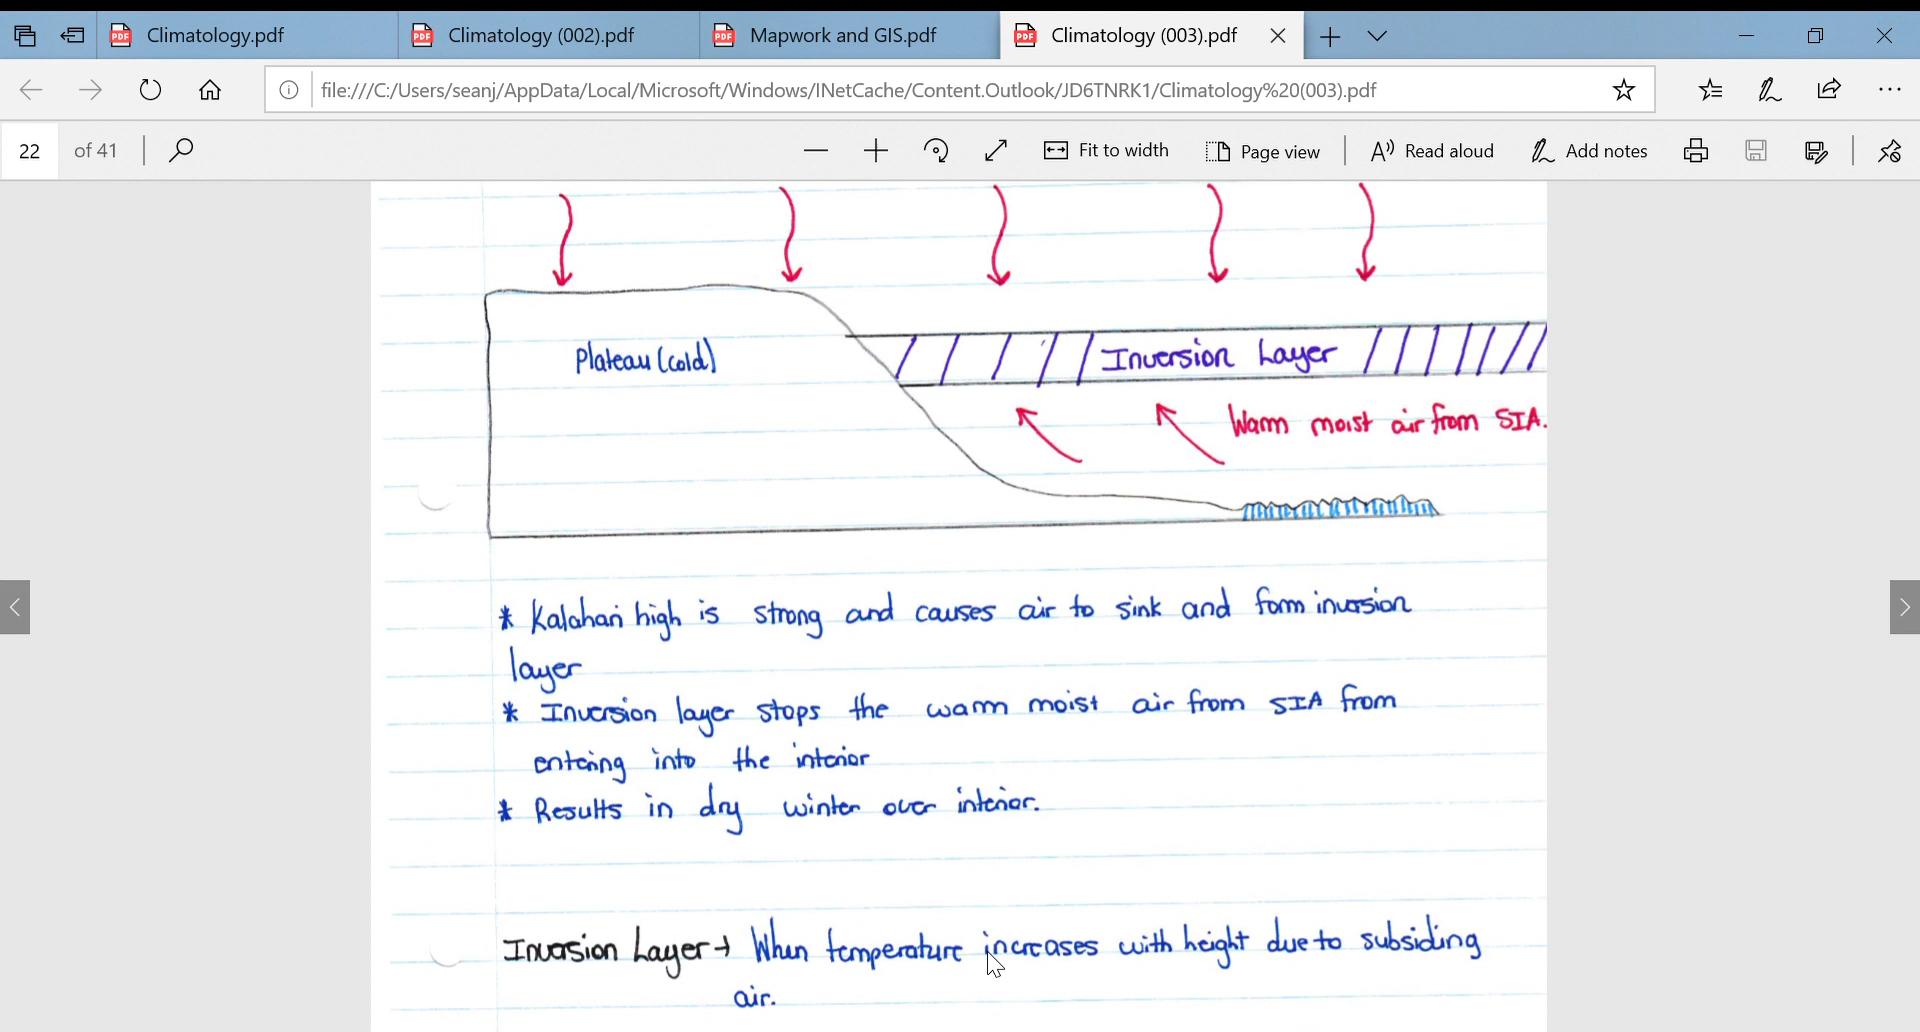 Climatology.pdf
Climatology (002).pdf
Mapwork and GIS.pdf
Climatology (003).pdf
file:///C:/Users/seanj/AppData/Local/Microsoft/Windows/INetCache/Content.Outlook/JD6TNRK1/Climatology%20(003).pdf
22 of 41
Fit to width
Page view
Read aloud
Add notes
Plateau (cold)
Inversion Layer
Warm moist air from SIA.
* Kalahari high is strong and causes air to sink and form inversion
layer
* Inversion layer stops the warm moist air from SIA from
entering into the interior
* Results in dry winter over interior.
Inversion Layer → When temperature increases with height due to subsiding
air.